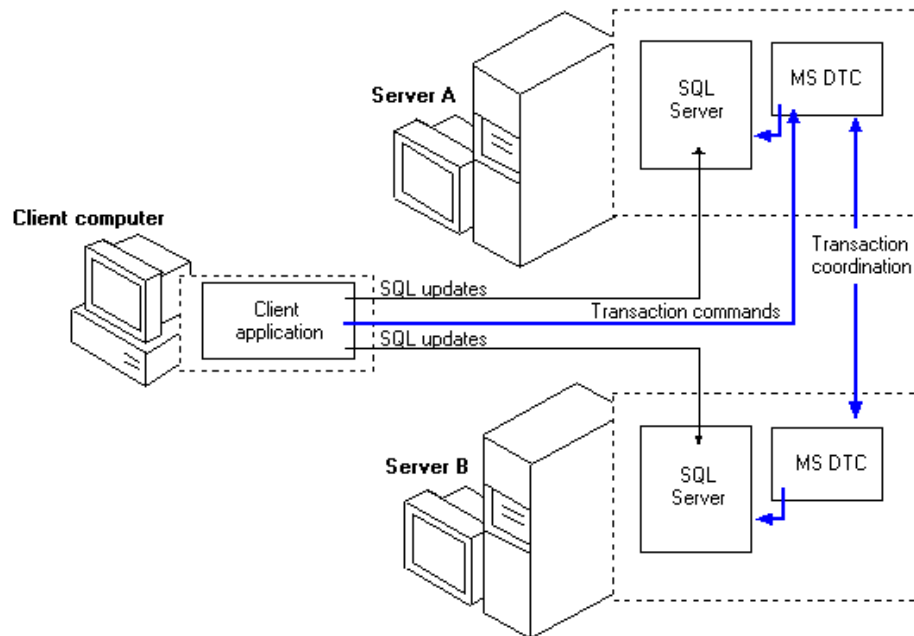 Server A
SQL
Server
MS DTC
Client computer
Transaction
coordination
Client
application
SQL updates
Transaction commands
SQL updates
Server B
SQL
Server
MS DTC